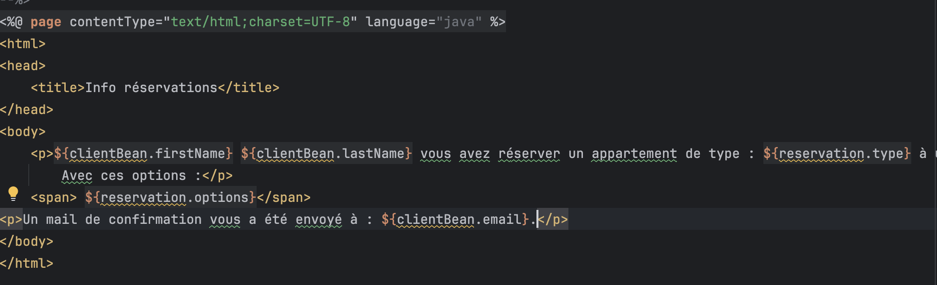 --%>
<%@ page contentType="text/html;charset=UTF-8" language="java" %>
<html>
<head>
<title>Info réservations</title>
</head>
<body>
<p>${clientBean.firstName} ${clientBean.lastName} vous avez réserver un appartement de type : ${reservation.type} à
Avec ces options :</p>
<span> ${reservation.options}</span>
<p>Un mail de confirmation vous a été envoyé à : ${clientBean.email}.</p>
</body>
</html>